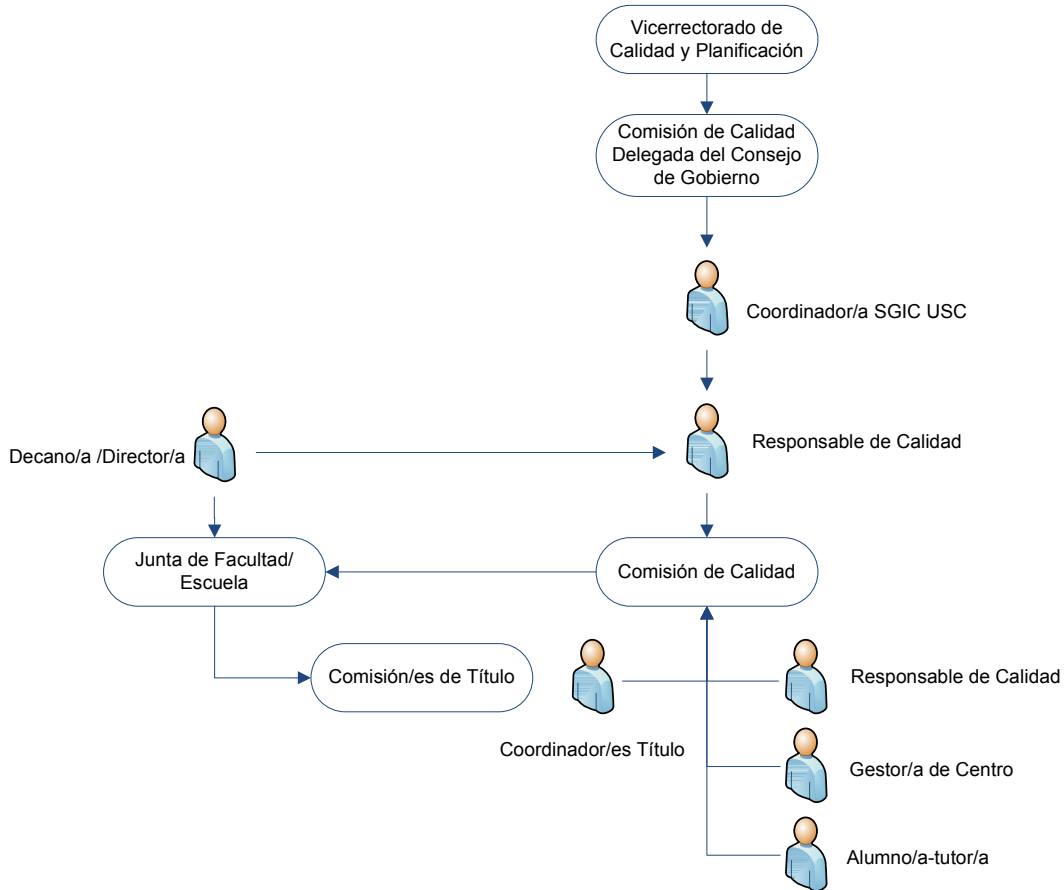 Vicerrectorado de
Calidad y Planificación
Comisión de Calidad
Delegada del Consejo
de Gobierno
Coordinador/a SGIC USC
Decano/a /Director/a
Responsable de Calidad
Junta de Facultad/
Escuela
Comisión de Calidad
Comisión/es de Título
Responsable de Calidad
Coordinador/es Título
Gestor/a de Centro
Alumno/a-tutor/a